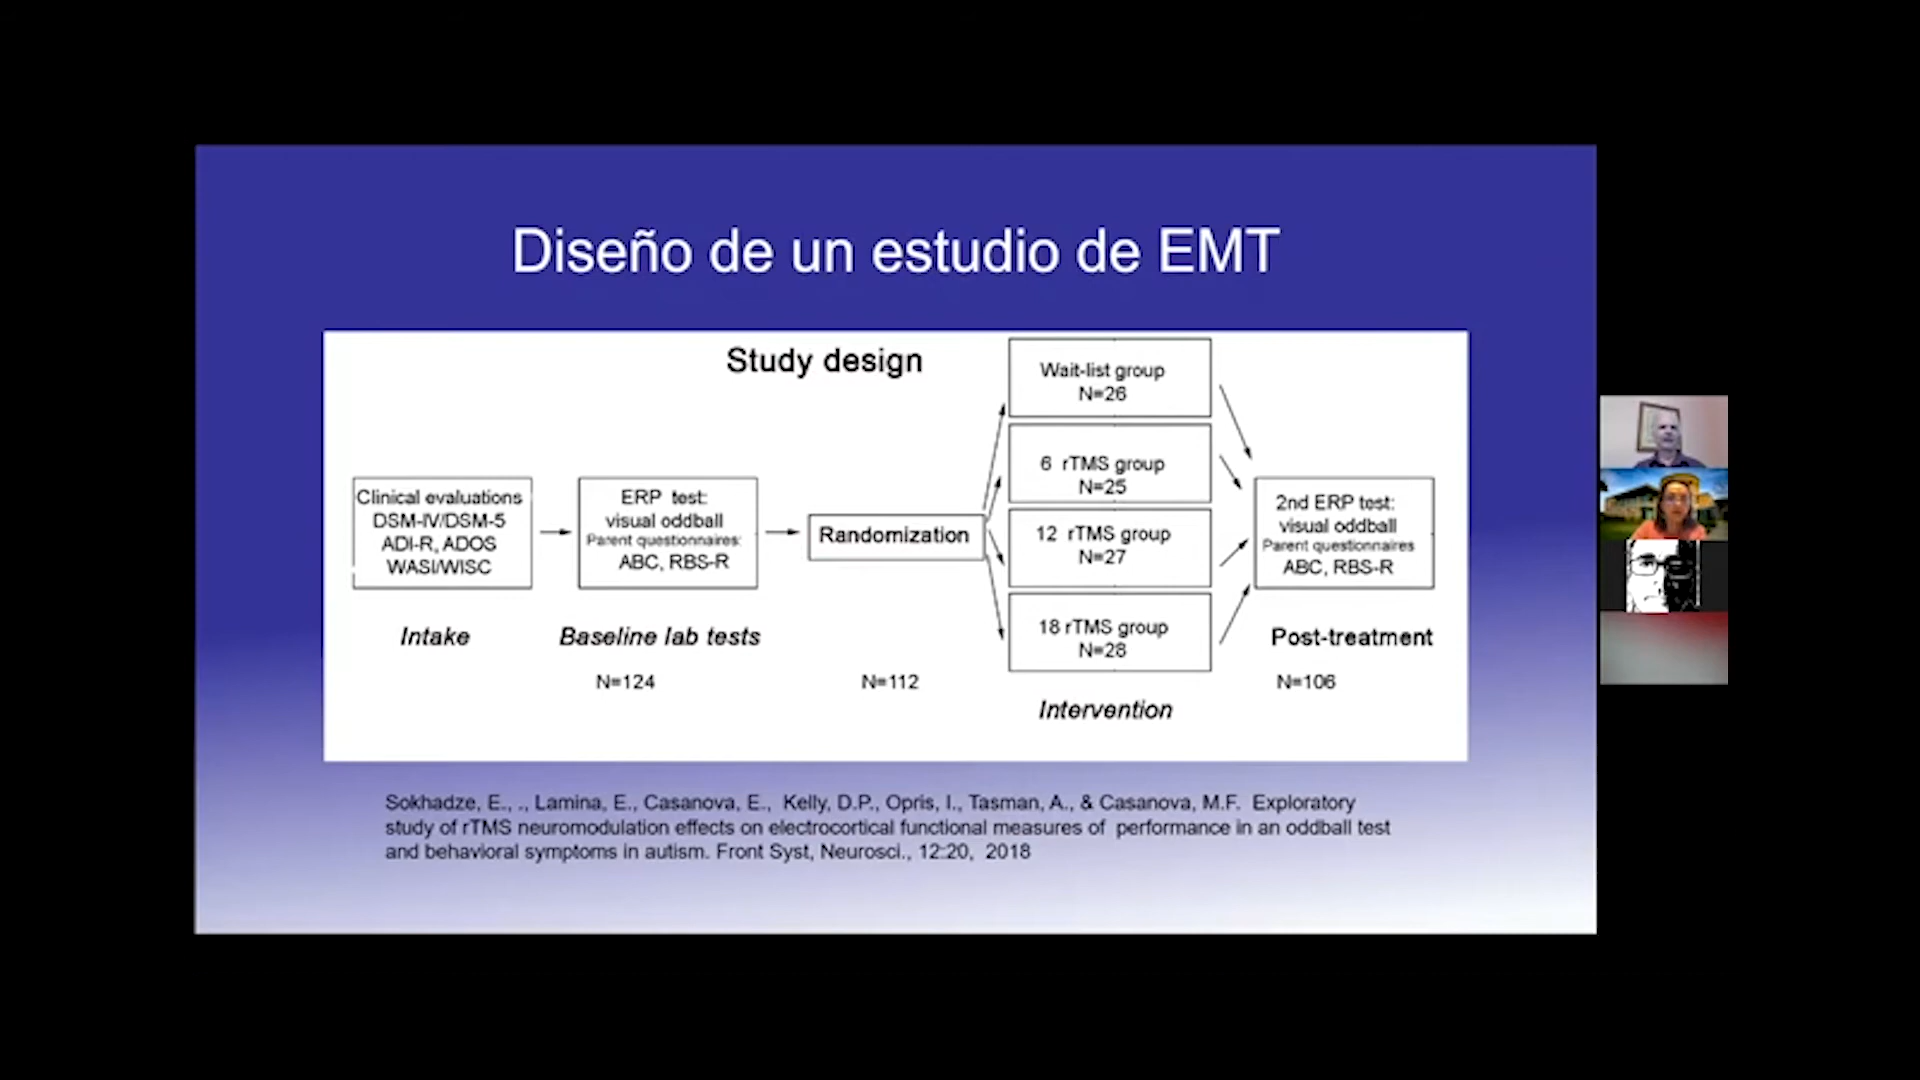 Diseño de un estudio de EMT
Study design
Clinical evaluations
DSM-IV/DSM-5
ADI-R, ADOS
WASI/WISC
Intake
ERP test:
visual oddball
Parent questionnaires:
ABC, RBS-R
Baseline lab tests
N=124
Randomization
N=112
Wait-list group
N=26
6 rTMS group
N=25
12 rTMS group
N=27
18 rTMS group
N=28
Intervention
2nd ERP test:
visual oddball
Parent questionnaires
ABC, RBS-R
Post-treatment
N=106
Sokhadze, E., ., Lamina, E., Casanova, E., Kelly, D.P., Opris, I., Tasman, A., & Casanova, M.F. Exploratory
study of rTMS neuromodulation effects on electrocortical functional measures of performance in an oddball test
and behavioral symptoms in autism. Front Syst, Neurosci., 12:20, 2018